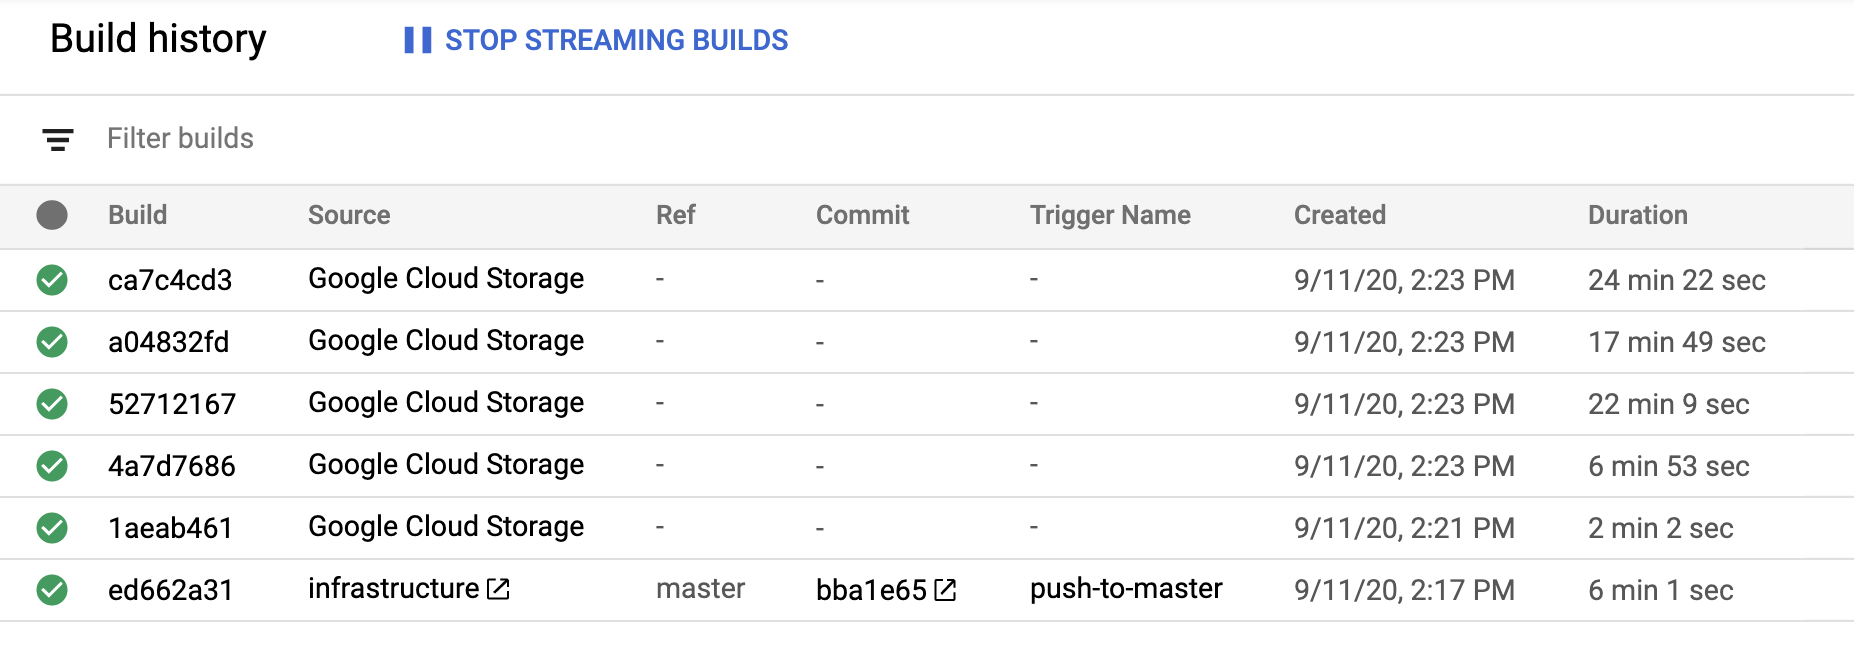 Build history STOP STREAMING BUILDS
Filter builds
Build Source Ref Commit Trigger Name Created Duration
ca7c4cd3 Google Cloud Storage - - - 9/11/20, 2:23 PM 24 min 22 sec
a04832fd Google Cloud Storage - - - 9/11/20, 2:23 PM 17 min 49 sec
52712167 Google Cloud Storage - - - 9/11/20, 2:23 PM 22 min 9 sec
4a7d7686 Google Cloud Storage - - - 9/11/20, 2:23 PM 6 min 53 sec
1aeab461 Google Cloud Storage - - - 9/11/20, 2:21 PM 2 min 2 sec
ed662a31 infrastructure master bba1e65 push-to-master 9/11/20, 2:17 PM 6 min 1 sec